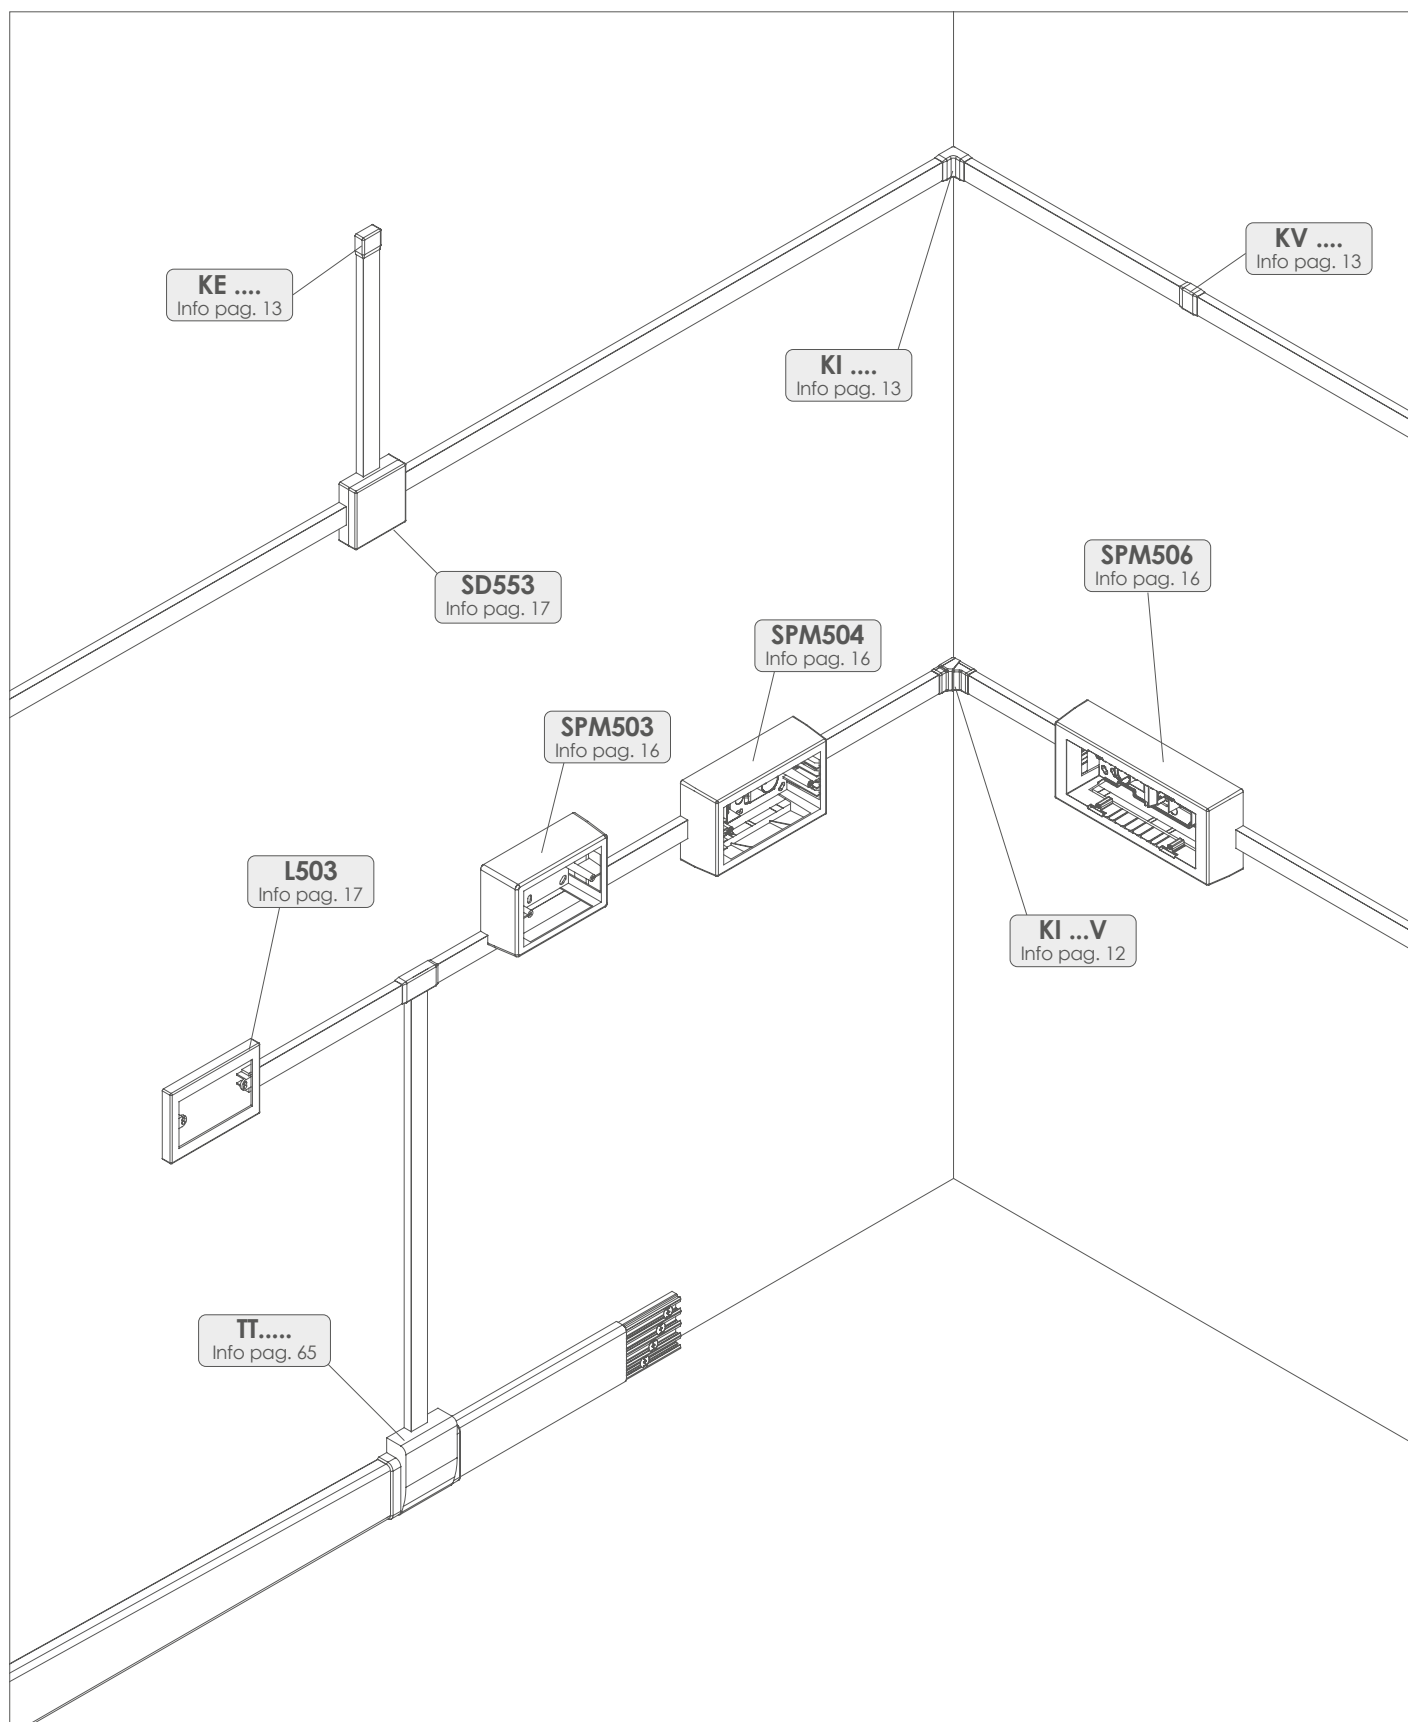 KV ....
Info pag. 13
KE ....
Info pag. 13
KI ....
Info pag. 13
SPM506
Info pag. 16
SD553
Info pag. 17
SPM504
Info pag. 16
SPM503
Info pag. 16
L503
Info pag. 17
KI ...V
Info pag. 12
TT.....
Info pag. 65